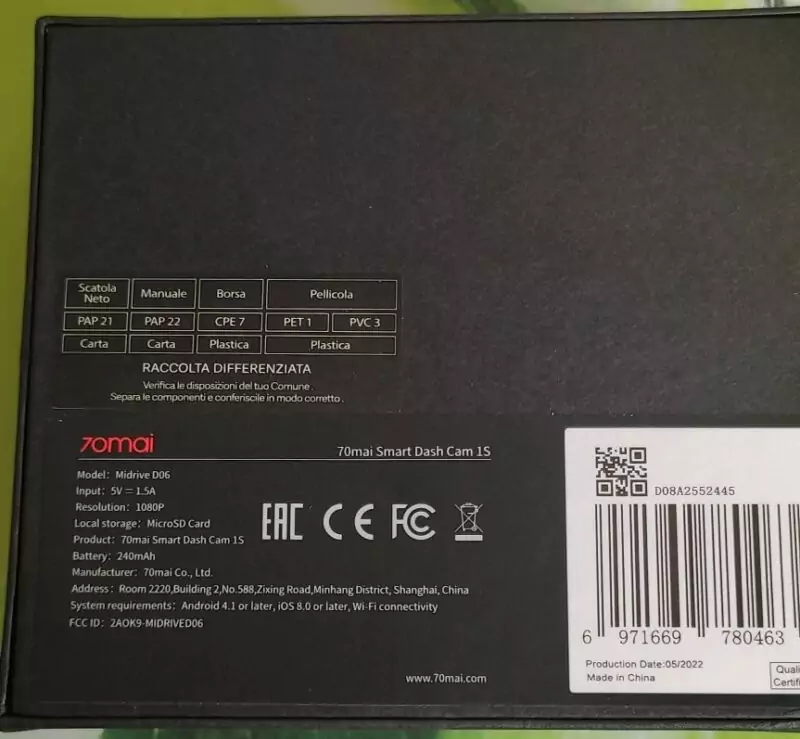 Scatola Neto Manuale Borsa Pellicola
PAP 21 PAP 22 CPE 7 PET 1 PVC 3
Carta Carta Plastica Plastica
RACCOLTA DIFFERENZIATA
Verifica le disposizioni del tuo Comune.
Separa le componenti e conferiscile in modo corretto.
70mai
70mai Smart Dash Cam 1S
Model: Midrive D06
Input: 5V⎓1.5A
Resolution: 1080P
Local storage: MicroSD Card
Product: 70mai Smart Dash Cam 1S
Battery: 240mAh
Manufacturer: 70mai Co., Ltd.
Address: Room 2220,Building 2,No.588,Zixing Road,Minhang District, Shanghai, China
System requirements: Android 4.1 or later, iOS 8.0 or later, Wi-Fi connectivity
FCC ID: 2AOK9-MIDRIVED06
EAC CE FC
www.70mai.com
D08A2552445
6 971669 780463
Production Date:05/2022
Made in China